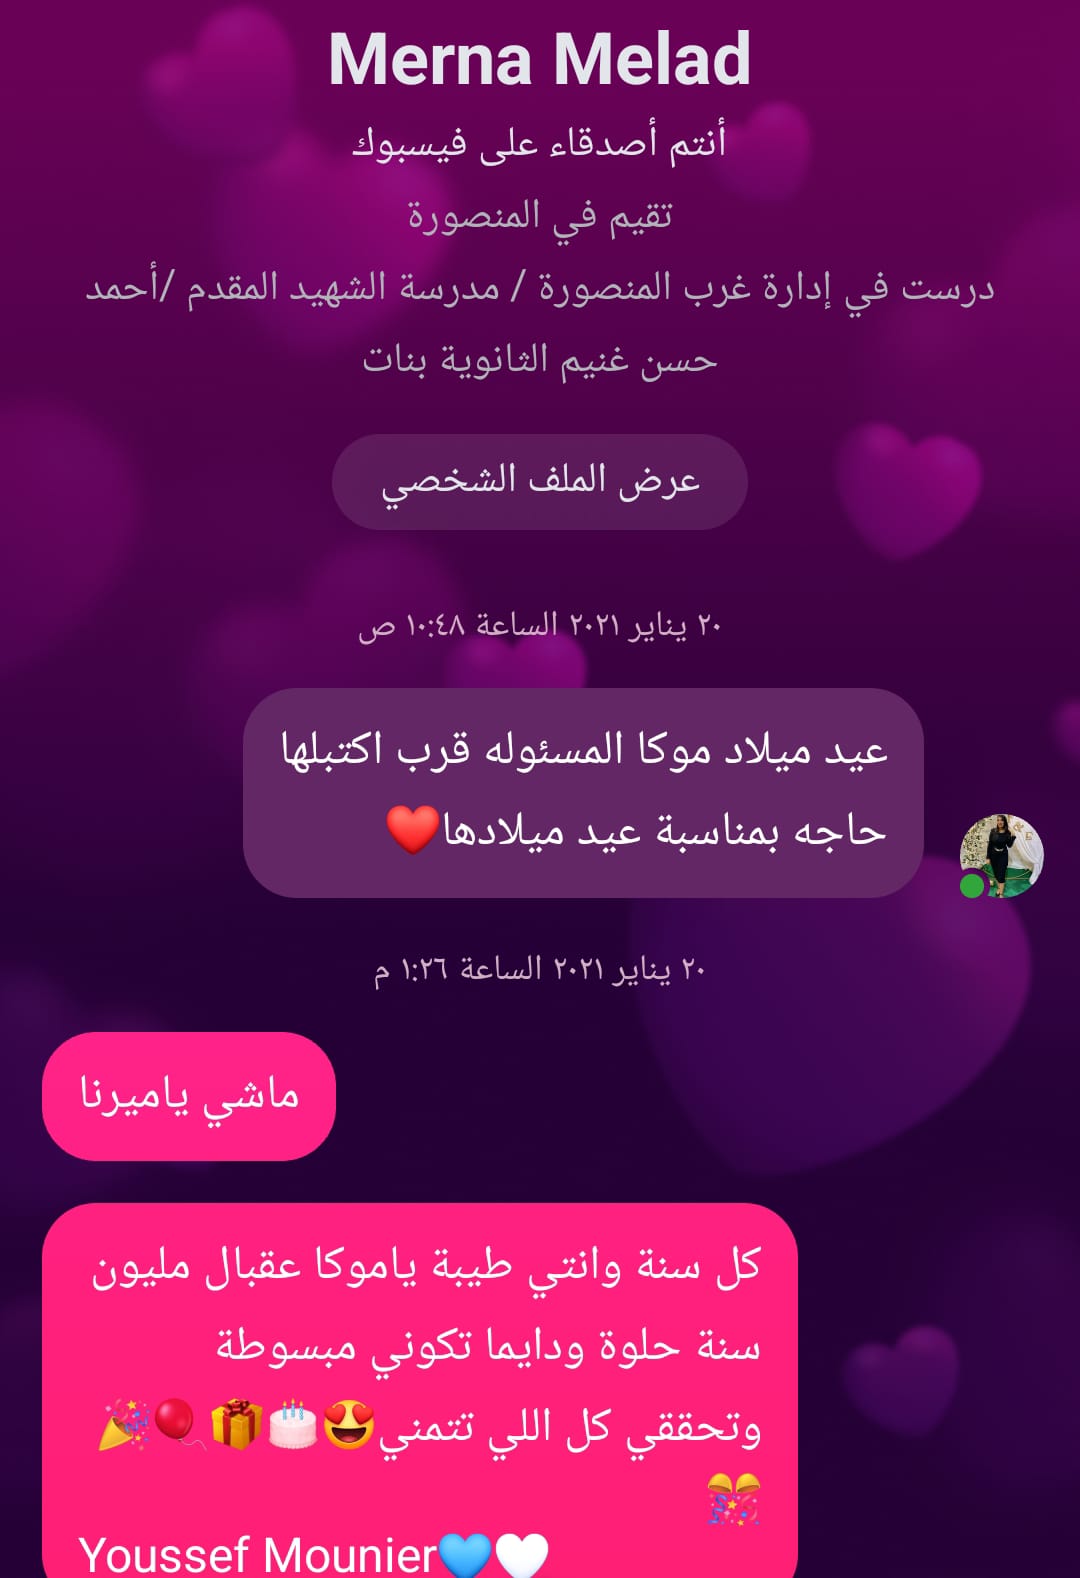 Merna Melad
أنتم أصدقاء على فيسبوك
تقيم في المنصورة
درست في إدارة غرب المنصورة / مدرسة الشهيد المقدم /أحمد
حسن غنيم الثانوية بنات
عرض الملف الشخصي
٢٠ يناير ٢٠٢١ الساعة ١٠:٤٨ ص
عيد ميلاد موكا المسئوله قرب اكتبلها
حاجه بمناسبة عيد ميلادها❤️
٢٠ يناير ٢٠٢١ الساعة ١:٢٦ م
ماشي ياميرنا
كل سنة وانتي طيبة ياموكا عقبال مليون
سنة حلوة ودايما تكوني مبسوطة
وتحققي كل اللي تتمني😍🎂🎁🎈🎉
🎊
Youssef Mounier💙🤍